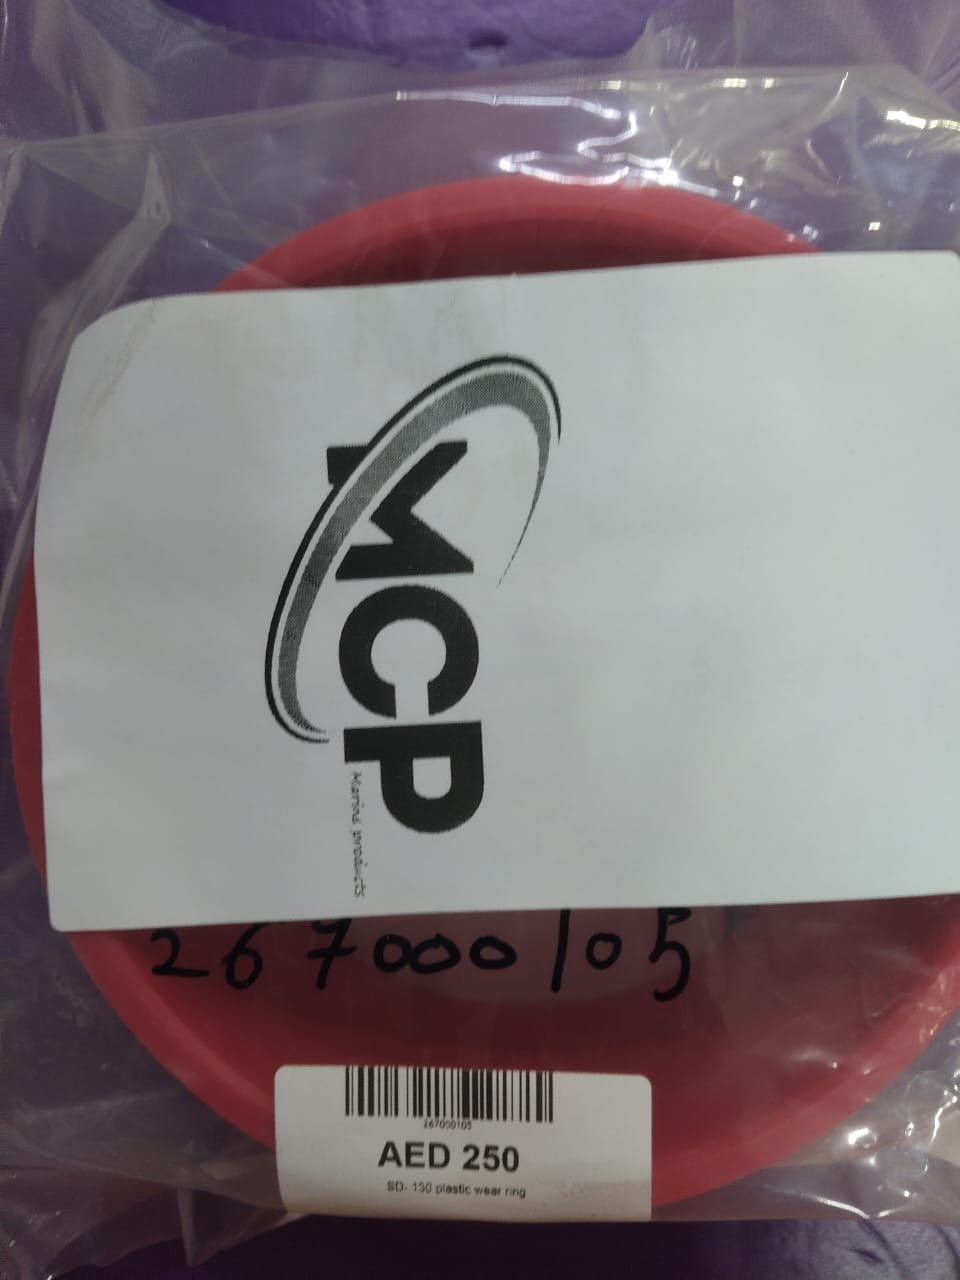 MCP
Marine products
267000105
267000105
AED 250
SD- 130 plastic wear ring